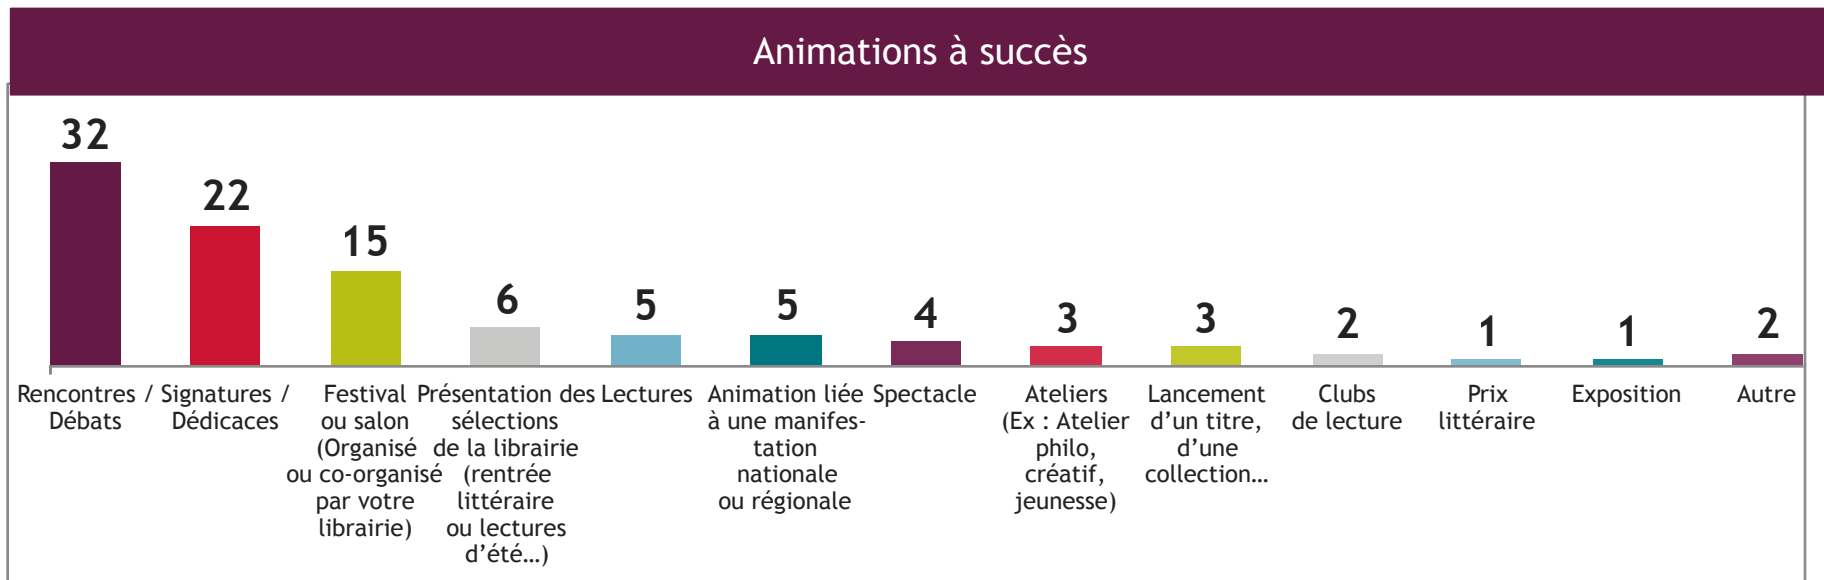 Animations à succès
32
22
15
6
5
5
4
3
3
2
1
1
2
Rencontres /
Débats
Signatures /
Dédicaces
Festival
ou salon
(Organisé
ou co-organisé
par votre
librairie)
Présentation des
sélections
de la librairie
(rentrée
littéraire
ou lectures
d’été…)
Lectures
Animation liée
à une manifes-
tation
nationale
ou régionale
Spectacle
Ateliers
(Ex : Atelier
philo,
créatif,
jeunesse)
Lancement
d’un titre,
d’une
collection…
Clubs
de lecture
Prix
littéraire
Exposition
Autre